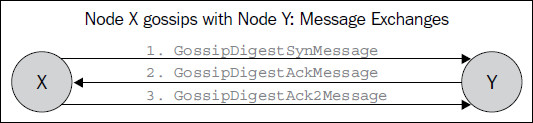 Node X gossips with Node Y: Message Exchanges
1. GossipDigestSynMessage
X
2. GossipDigestAckMessage
Y
3. GossipDigestAck2Message